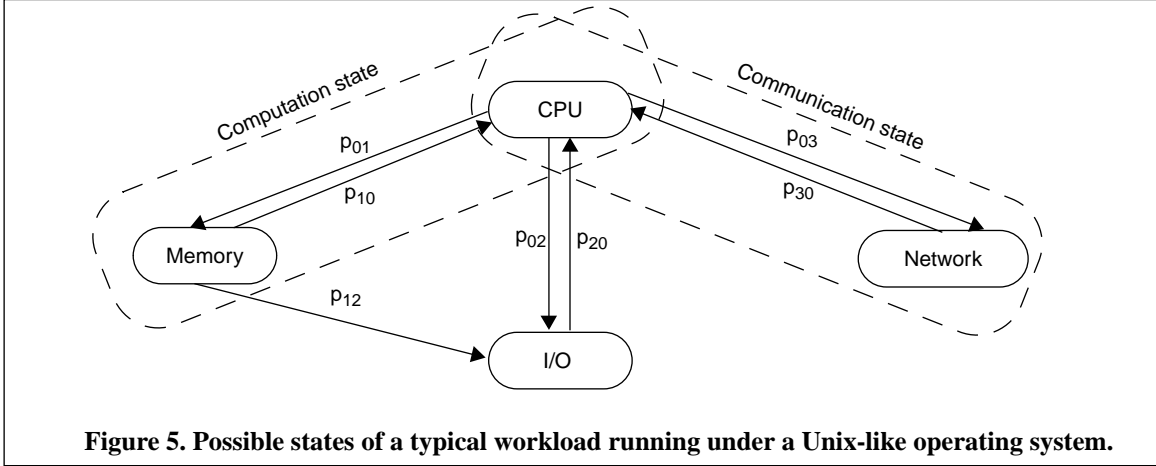 Computation state
Communication state
CPU
p01
p03
p10
p30
p02
p20
Memory
Network
p12
I/O
Figure 5. Possible states of a typical workload running under a Unix-like operating system.